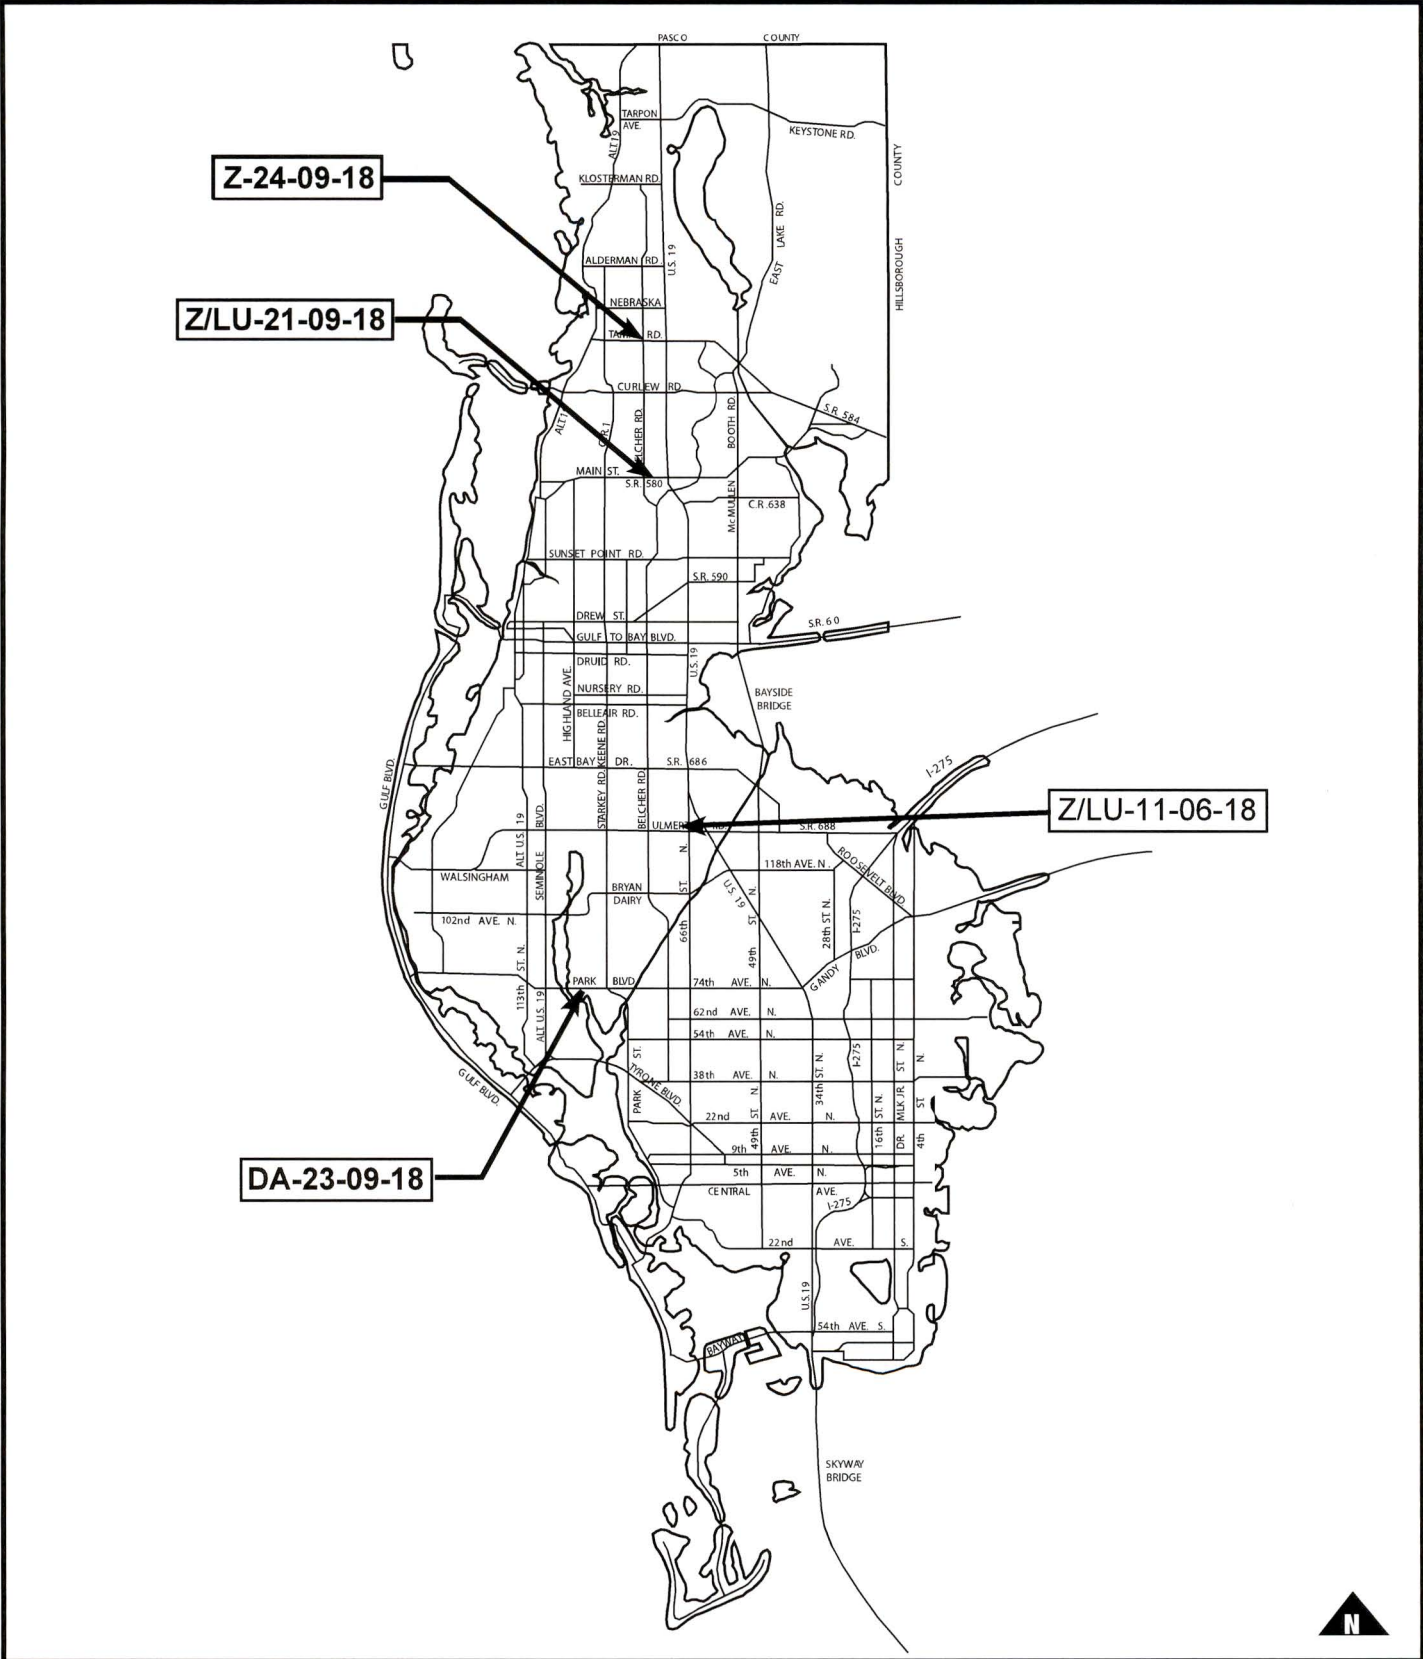 PASCO COUNTY
TARPON
AVE.
KEYSTONE RD.
ALT 19
HILLSBOROUGH COUNTY
Z-24-09-18
KLOSTERMAN RD.
EAST LAKE RD.
U.S. 19
ALDERMAN RD.
NEBRASKA
Z/LU-21-09-18
RD.
CURLEW RD.
S.R. 584
MAIN ST.
S.R. 580
McMULLEN BOOTH RD.
C.R. 638
SUNSET POINT RD.
S.R. 590
DREW ST.
S.R. 60
GULF TO BAY BLVD.
DRUID RD.
U.S. 19
HIGHLAND AVE.
NURSERY RD.
BAYSIDE
BRIDGE
BELLEAIR RD.
KEENE RD.
EAST BAY DR. S.R. 686
I-275
GULF BLVD.
STARKEY RD.
BELCHER RD.
Z/LU-11-06-18
S.R. 688
ALT U.S. 19
SEMINOLE BLVD.
118th AVE. N.
ROOSEVELT BLVD
WALSINGHAM
BRYAN
DAIRY
U.S. 19
102nd AVE. N.
66th ST. N.
49th ST. N.
28th ST. N.
I-275
GANDY BLVD.
113th ST. N.
ALT U.S. 19
PARK BLVD
74th AVE. N.
62nd AVE. N.
54th AVE. N.
I-275
GULF BLVD.
TYRONE BLVD.
38th AVE. N.
34th ST. N.
PARK ST.
22nd AVE. N.
49th ST. N.
16th ST. N.
DR. MLK JR. ST N.
4th ST N.
9th AVE. N.
DA-23-09-18
5th AVE. N.
CENTRAL AVE.
I-275
22nd AVE. S.
U.S.19
54th AVE. S.
BAYWAY
SKYWAY
BRIDGE
N